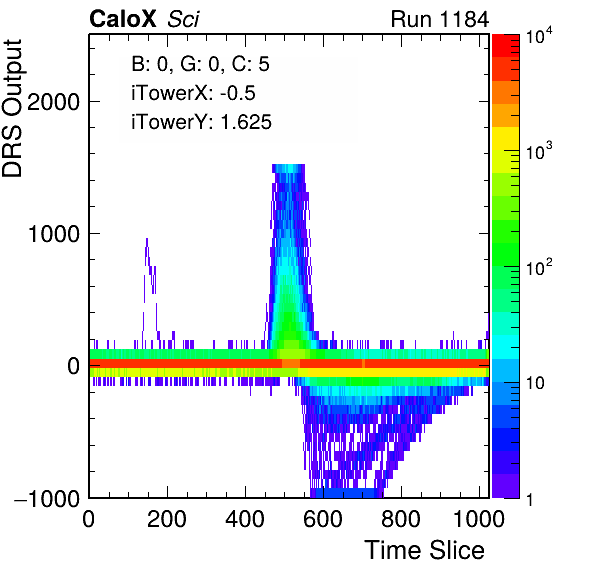 CaloX Sci Run 1184
B: 0, G: 0, C: 5
iTowerX: -0.5
iTowerY: 1.625
DRS Output
2000
1000
0
−1000
0 200 400 600 800 1000
Time Slice
10^4
10^3
10^2
10
1